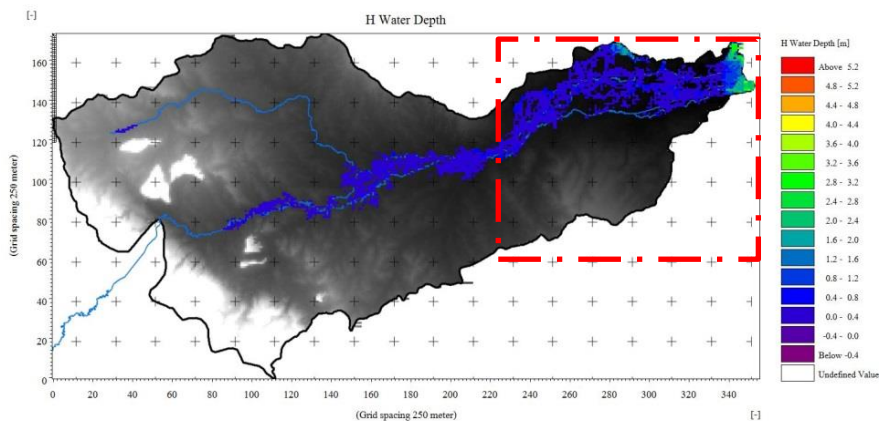 [-]
H Water Depth
160
140
120
100
80
60
40
20
0
(Grid spacing 250 meter)
0 20 40 60 80 100 120 140 160 180 200 220 240 260 280 300 320 340
(Grid spacing 250 meter)
[-]
H Water Depth [m]
Above 5.2
4.8 - 5.2
4.4 - 4.8
4.0 - 4.4
3.6 - 4.0
3.2 - 3.6
2.8 - 3.2
2.4 - 2.8
2.0 - 2.4
1.6 - 2.0
1.2 - 1.6
0.8 - 1.2
0.4 - 0.8
0.0 - 0.4
-0.4 - 0.0
Below -0.4
Undefined Value